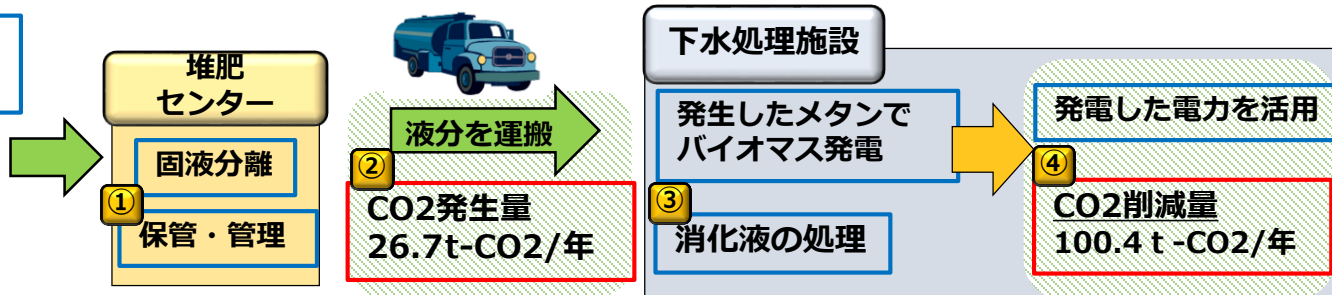 堆肥
センター
固液分離
①
保管・管理
液分を運搬
②
CO2発生量
26.7t-CO2/年
下水処理施設
発生したメタンで
バイオマス発電
③
消化液の処理
発電した電力を活用
④
CO2削減量
100.4ｔ-CO2/年